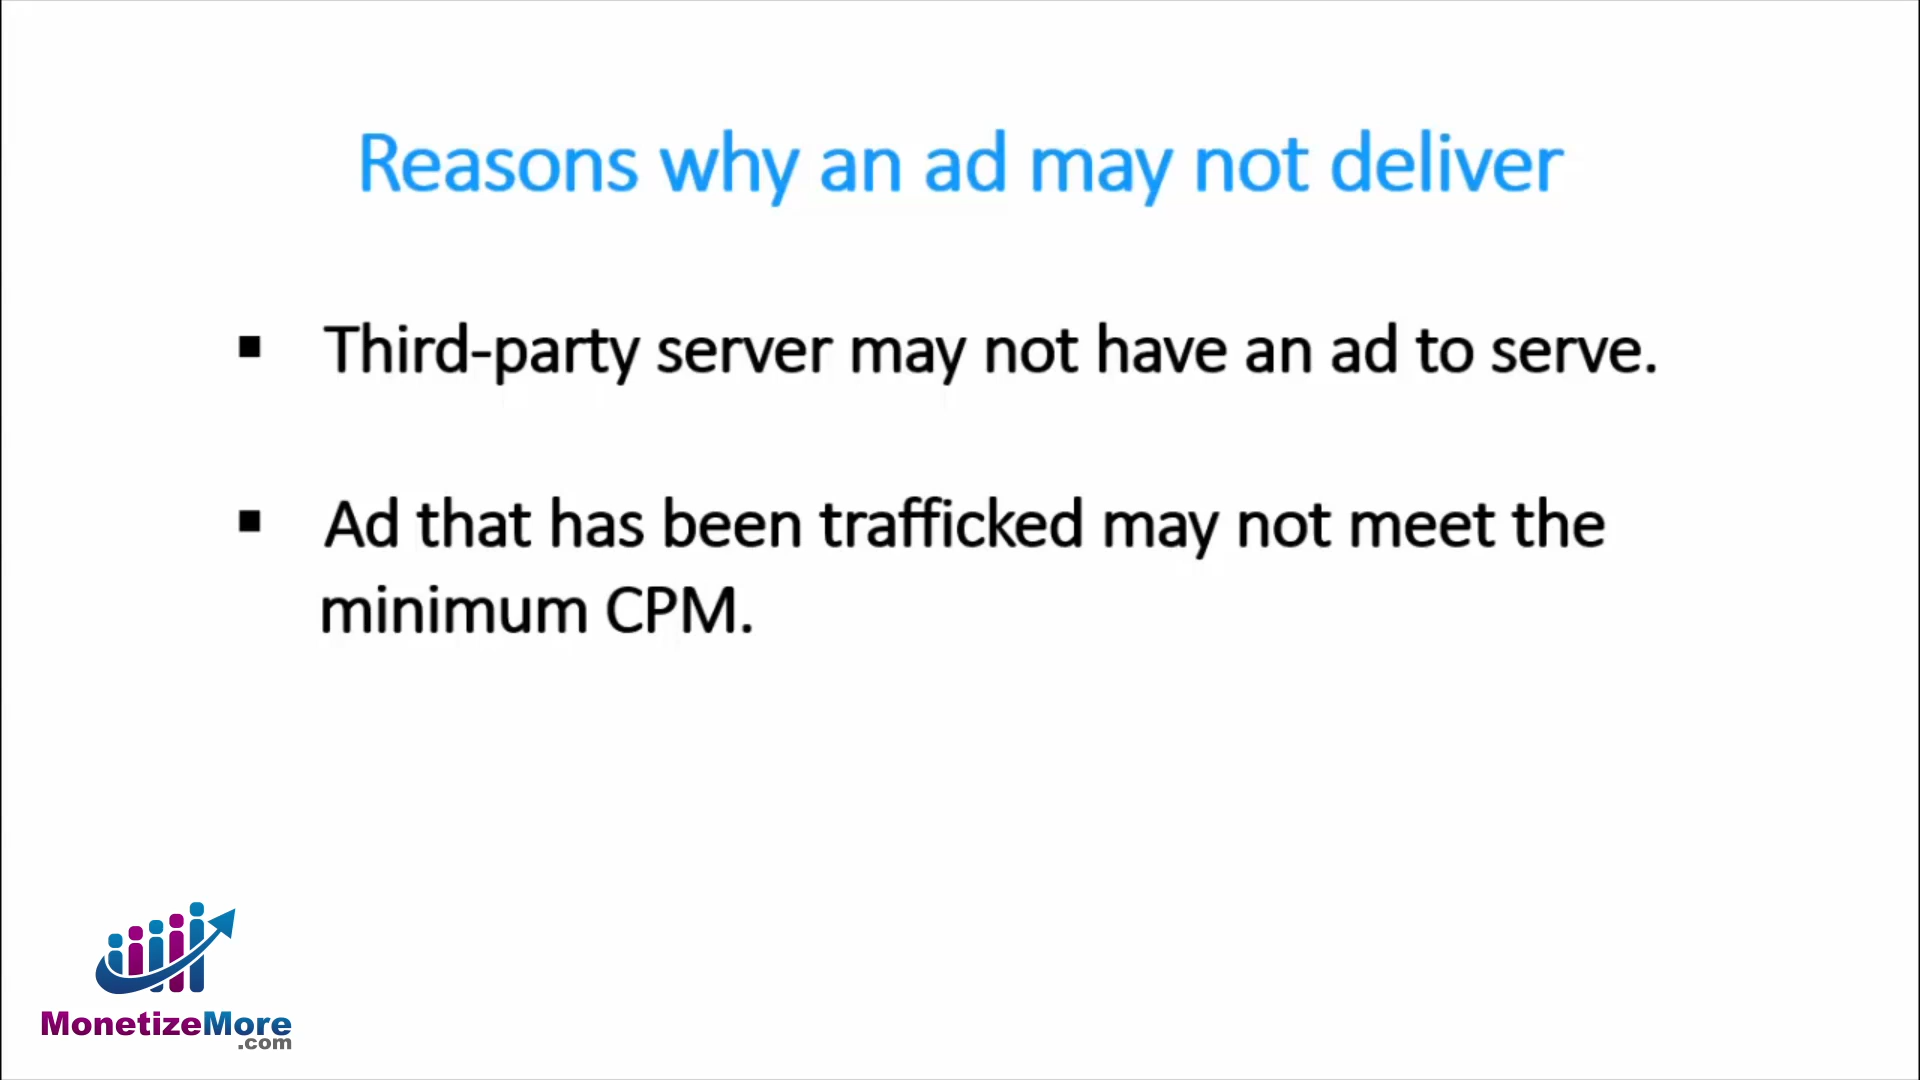 Reasons why an ad may not deliver
▪ Third-party server may not have an ad to serve.
▪ Ad that has been trafficked may not meet the
minimum CPM.
MonetizeMore
.com